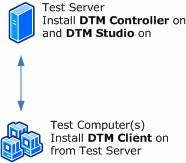 Test Server
Install DTM Controller on
and DTM Studio on
Test Computer(s)
Install DTM Client on
from Test Server